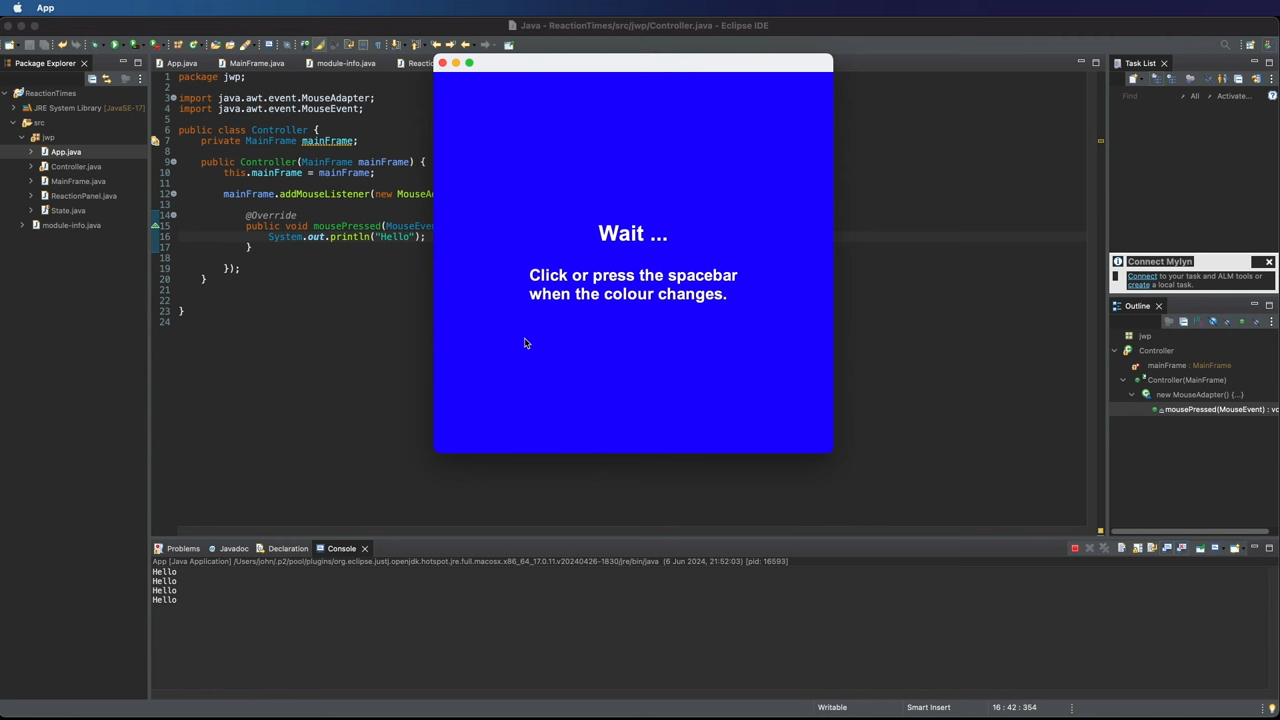 App
Java - ReactionTimes/src/jwp/Controller.java - Eclipse IDE
Package Explorer
App.java
MainFrame.java
module-info.java
React
Task List
ReactionTimes
JRE System Library [JavaSE-17]
src
jwp
App.java
Controller.java
MainFrame.java
ReactionPanel.java
State.java
module-info.java
1 package jwp;
2
3 import java.awt.event.MouseAdapter;
4 import java.awt.event.MouseEvent;
5
6 public class Controller {
7 private MainFrame mainFrame;
8
9 public Controller(MainFrame mainFrame) {
10 this.mainFrame = mainFrame;
11
12 mainFrame.addMouseListener(new MouseA
13
14 @Override
15 public void mousePressed(MouseEve
16 System.out.println("Hello");
17 }
18
19 });
20 }
21
22
23 }
24
Wait ...
Click or press the spacebar
when the colour changes.
Find
All
Activate...
Connect Mylyn
Connect to your task and ALM tools or
create a local task.
Outline
jwp
Controller
mainFrame : MainFrame
Controller(MainFrame)
new MouseAdapter() {...}
mousePressed(MouseEvent) : vo
Problems
Javadoc
Declaration
Console
App [Java Application] /Users/john/.p2/pool/plugins/org.eclipse.justj.openjdk.hotspot.jre.full.macosx.x86_64_17.0.11.v20240426-1830/jre/bin/java (6 Jun 2024, 21:52:03) [pid: 16593]
Hello
Hello
Hello
Hello
Writable
Smart Insert
16 : 42 : 354